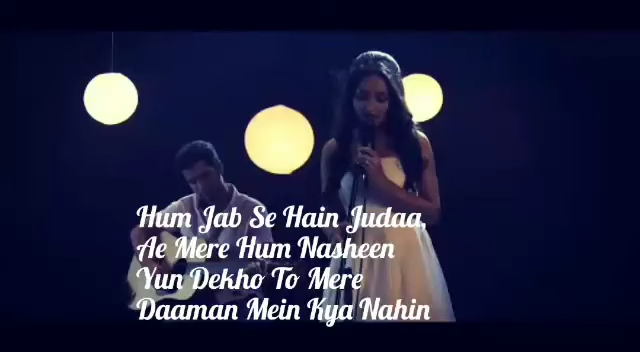 Hum Jab Se Hain Judaa,
Ae Mere Hum Nasheen
Yun Dekho To Mere
Daaman Mein Kya Nahin